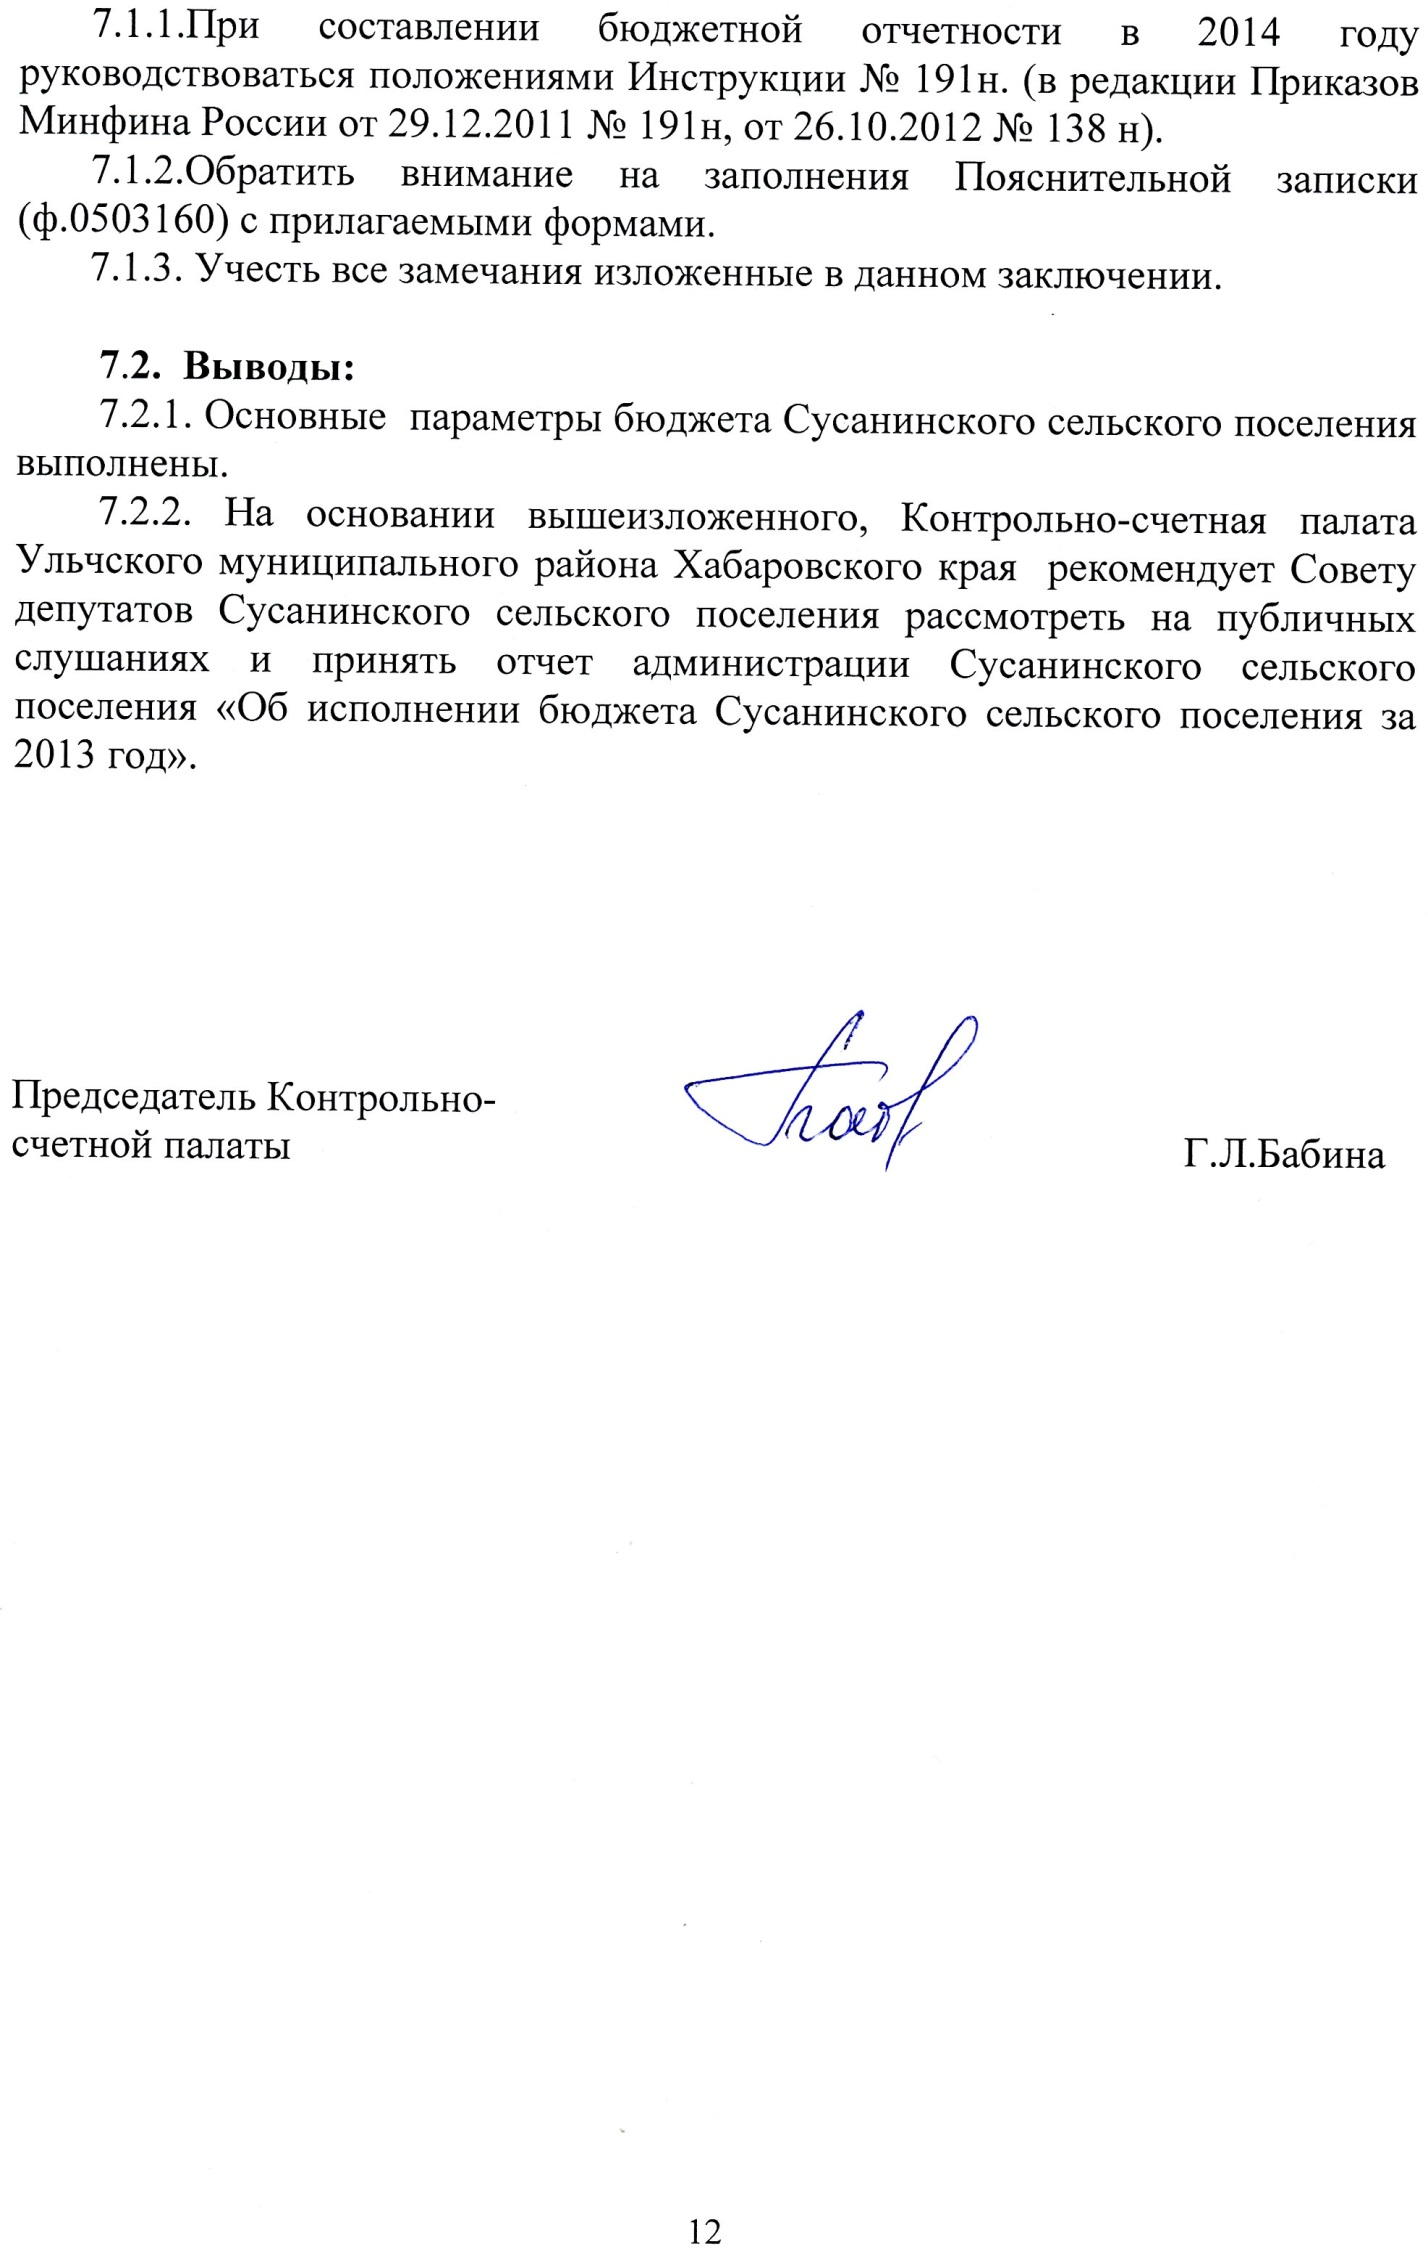 7.1.1.При составлении бюджетной отчетности в 2014 году
руководствоваться положениями Инструкции № 191н. (в редакции Приказов
Минфина России от 29.12.2011 № 191н, от 26.10.2012 № 138 н).
7.1.2.Обратить внимание на заполнения Пояснительной записки
(ф.0503160) с прилагаемыми формами.
7.1.3. Учесть все замечания изложенные в данном заключении.
7.2. Выводы:
7.2.1. Основные параметры бюджета Сусанинского сельского поселения
выполнены.
7.2.2. На основании вышеизложенного, Контрольно-счетная палата
Ульчского муниципального района Хабаровского края рекомендует Совету
депутатов Сусанинского сельского поселения рассмотреть на публичных
слушаниях и принять отчет администрации Сусанинского сельского
поселения «Об исполнении бюджета Сусанинского сельского поселения за
2013 год».
Председатель Контрольно-
счетной палаты
Г.Л.Бабина
12